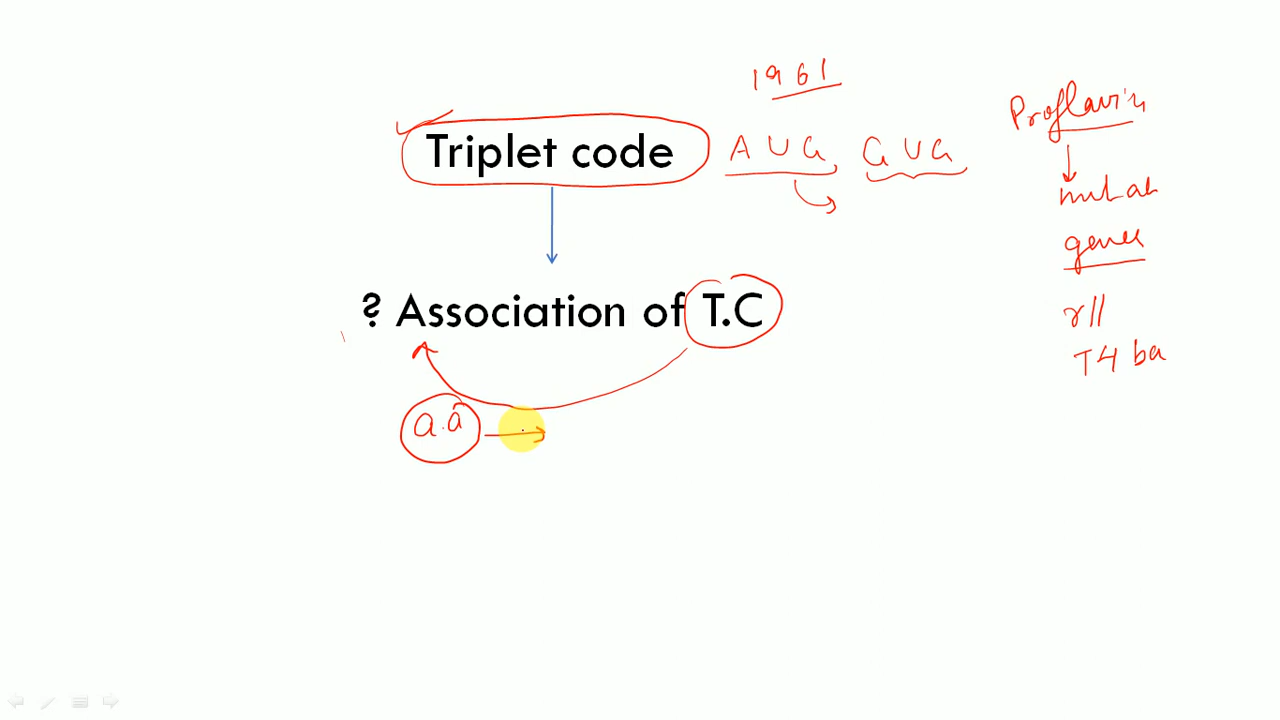 1961
Triplet code
AUG GUG
? Association of T.C
a.a
Proflavin
mutat
genes
rII
T4 ba